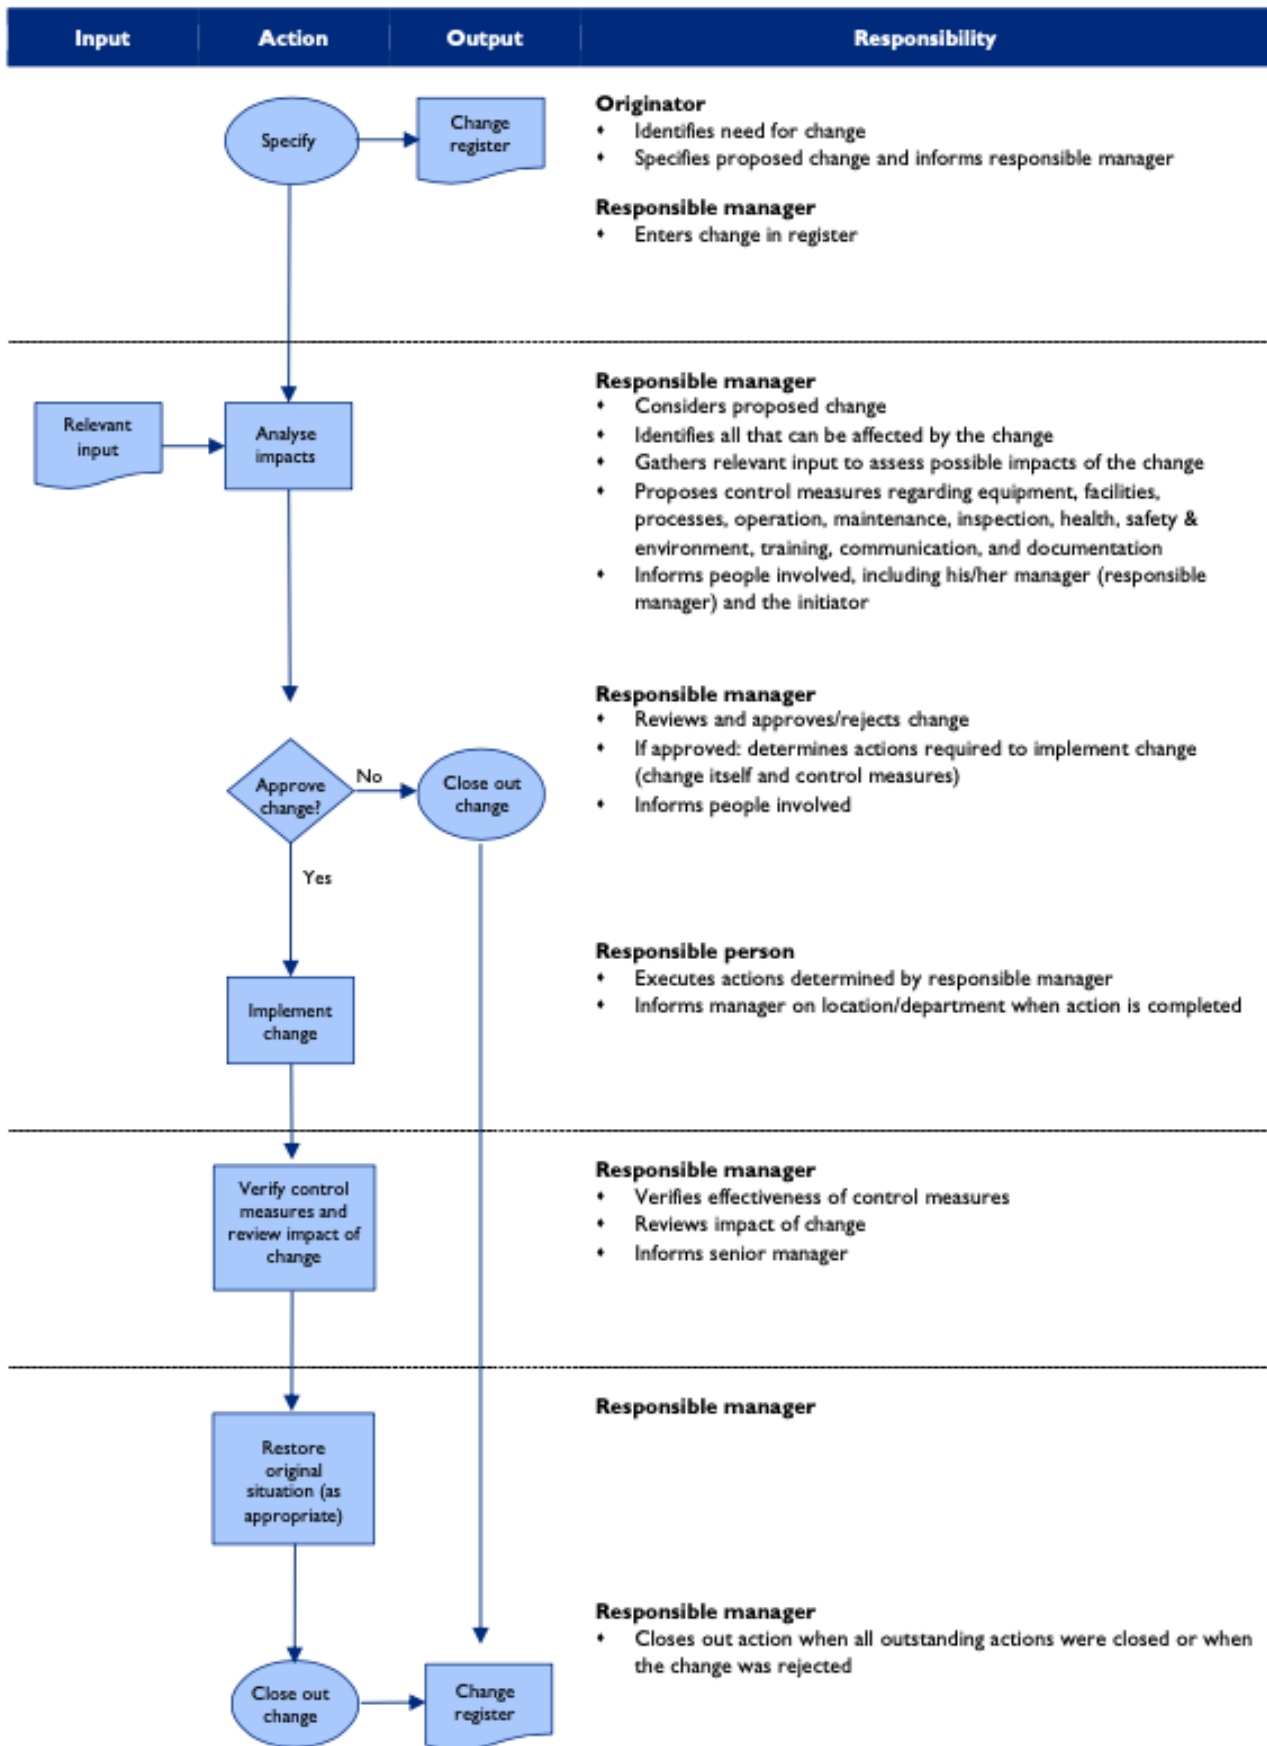 Input Action Output Responsibility
Specify
Change
register
Originator
• Identifies need for change
• Specifies proposed change and informs responsible manager
Responsible manager
• Enters change in register
Relevant
input
Analyse
impacts
Responsible manager
• Considers proposed change
• Identifies all that can be affected by the change
• Gathers relevant input to assess possible impacts of the change
• Proposes control measures regarding equipment, facilities,
processes, operation, maintenance, inspection, health, safety &
environment, training, communication, and documentation
• Informs people involved, including his/her manager (responsible
manager) and the initiator
Approve
change?
No
Close out
change
Yes
Responsible manager
• Reviews and approves/rejects change
• If approved: determines actions required to implement change
(change itself and control measures)
• Informs people involved
Implement
change
Responsible person
• Executes actions determined by responsible manager
• Informs manager on location/department when action is completed
Verify control
measures and
review impact of
change
Responsible manager
• Verifies effectiveness of control measures
• Reviews impact of change
• Informs senior manager
Restore
original
situation (as
appropriate)
Responsible manager
Close out
change
Change
register
Responsible manager
• Closes out action when all outstanding actions were closed or when
the change was rejected